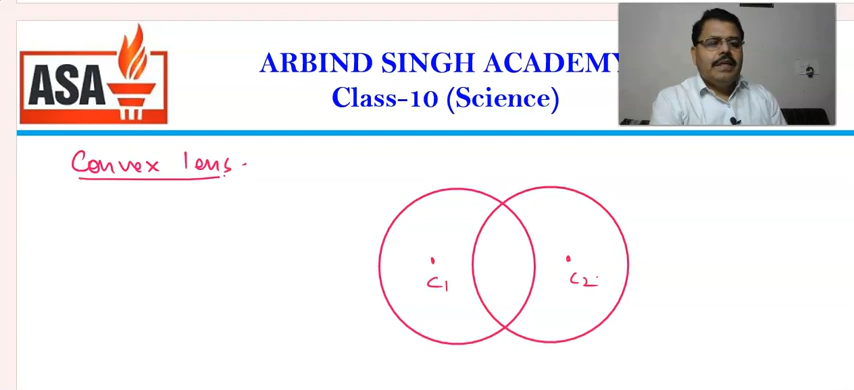 ASA
ARBIND SINGH ACADEMY
Class-10 (Science)
Convex lens.
C1
C2